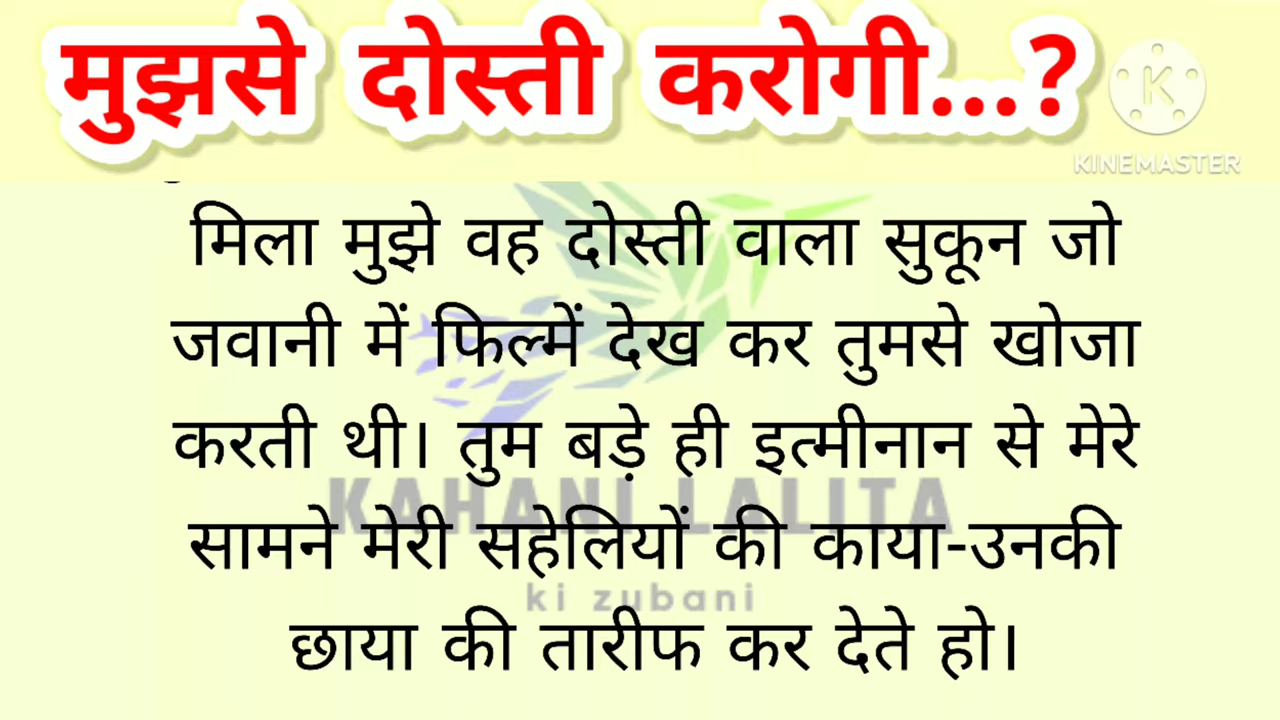 मुझसे दोस्ती करोगी...?
K
KINEMASTER
मिला मुझे वह दोस्ती वाला सुकून जो
जवानी में फिल्में देख कर तुमसे खोजा
करती थी। तुम बड़े ही इत्मीनान से मेरे
सामने मेरी सहेलियों की काया-उनकी
छाया की तारीफ कर देते हो।
KAHANI LALITA
ki zubani